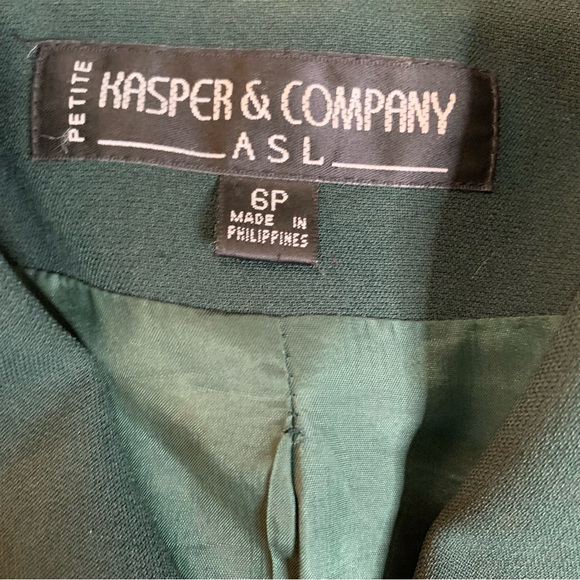 PETITE
KASPER & COMPANY
ASL
6P
MADE IN
PHILIPPINES